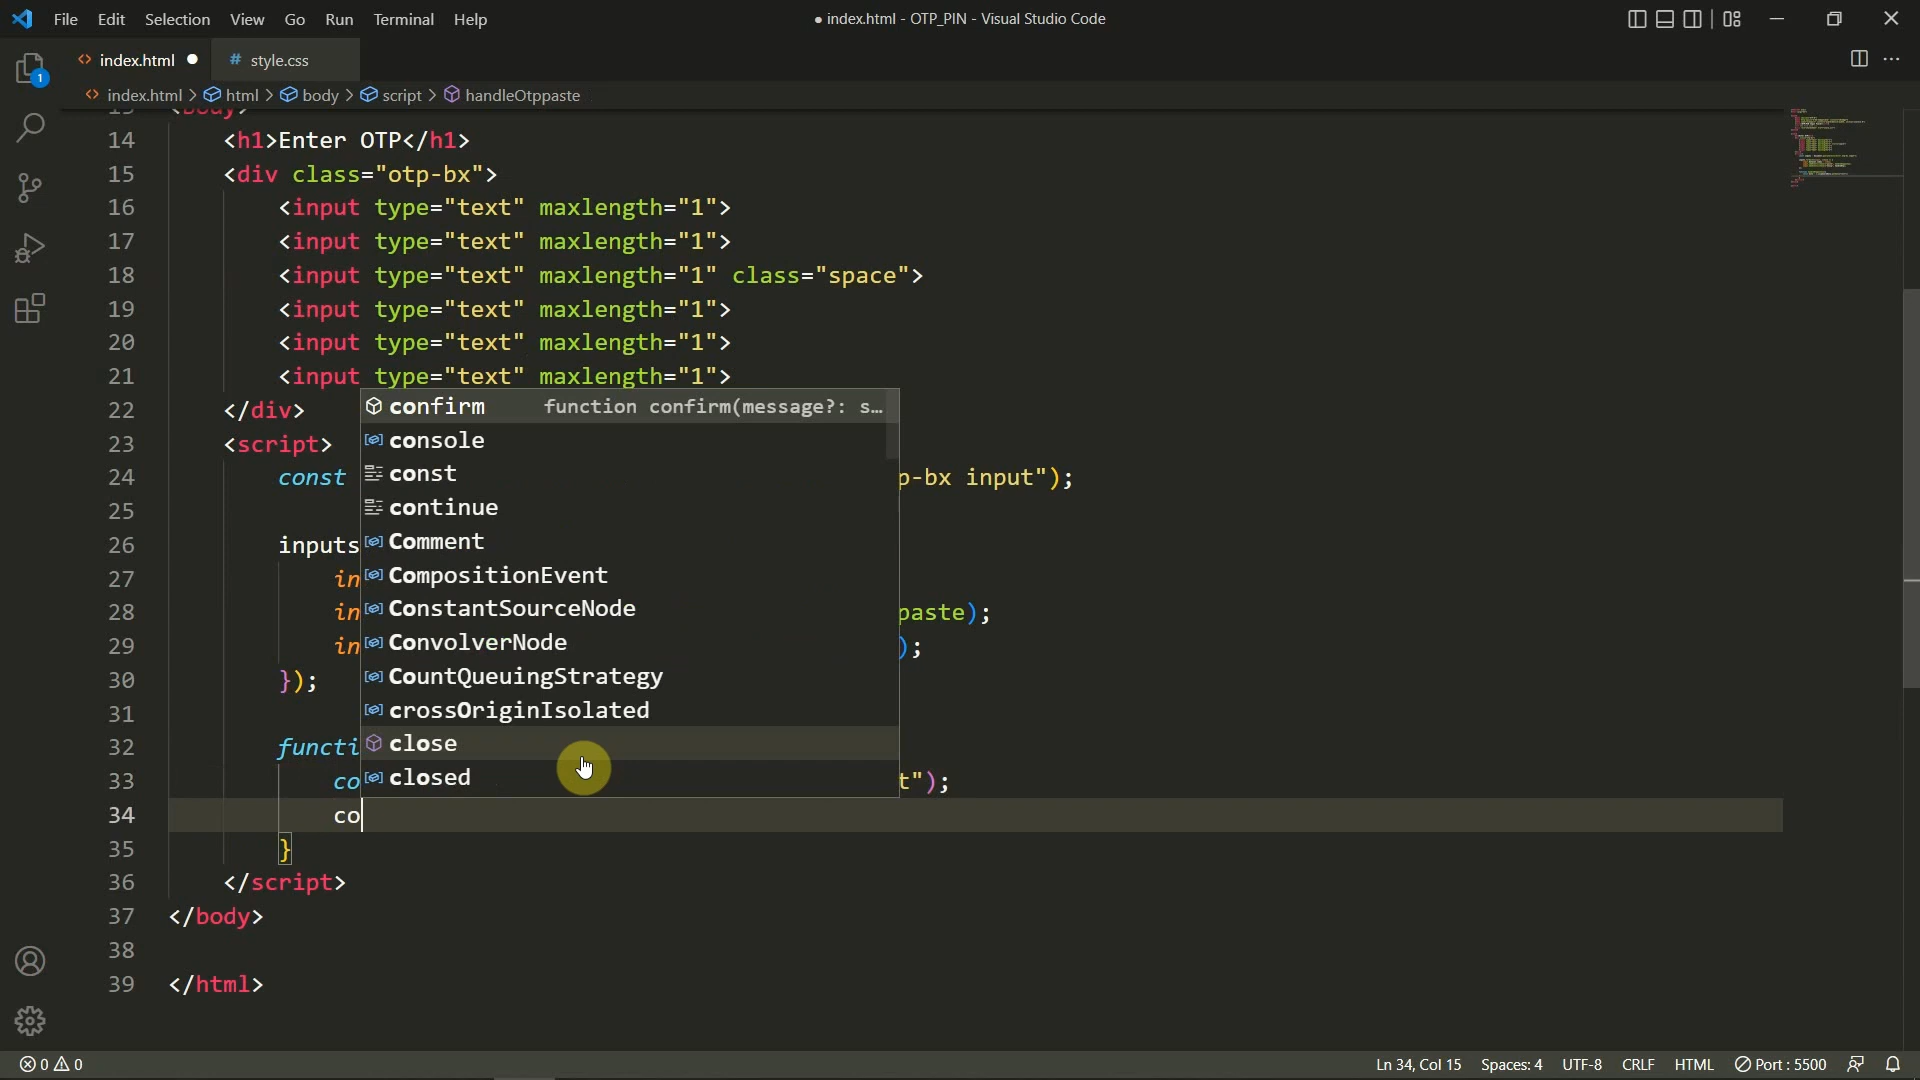 File Edit Selection View Go Run Terminal Help
● index.html - OTP_PIN - Visual Studio Code
<> index.html ●
# style.css
<> index.html > html > body > script > handleOtppaste
1
14 <h1>Enter OTP</h1>
15 <div class="otp-bx">
16 <input type="text" maxlength="1">
17 <input type="text" maxlength="1">
18 <input type="text" maxlength="1" class="space">
19 <input type="text" maxlength="1">
20 <input type="text" maxlength="1">
21 <input type="text" maxlength="1">
22 </div>
confirm function confirm(message?: s…
23 <script>
console
24 const p-bx input");
const
25
continue
26 inputs
Comment
27 in
CompositionEvent
28 in paste);
ConstantSourceNode
29 in );
ConvolverNode
30 });
CountQueuingStrategy
31
crossOriginIsolated
32 functi
close
33 co t");
closed
34 co
35 }
36 </script>
37 </body>
38
39 </html>
0 0
Ln 34, Col 15 Spaces: 4 UTF-8 CRLF HTML Port : 5500